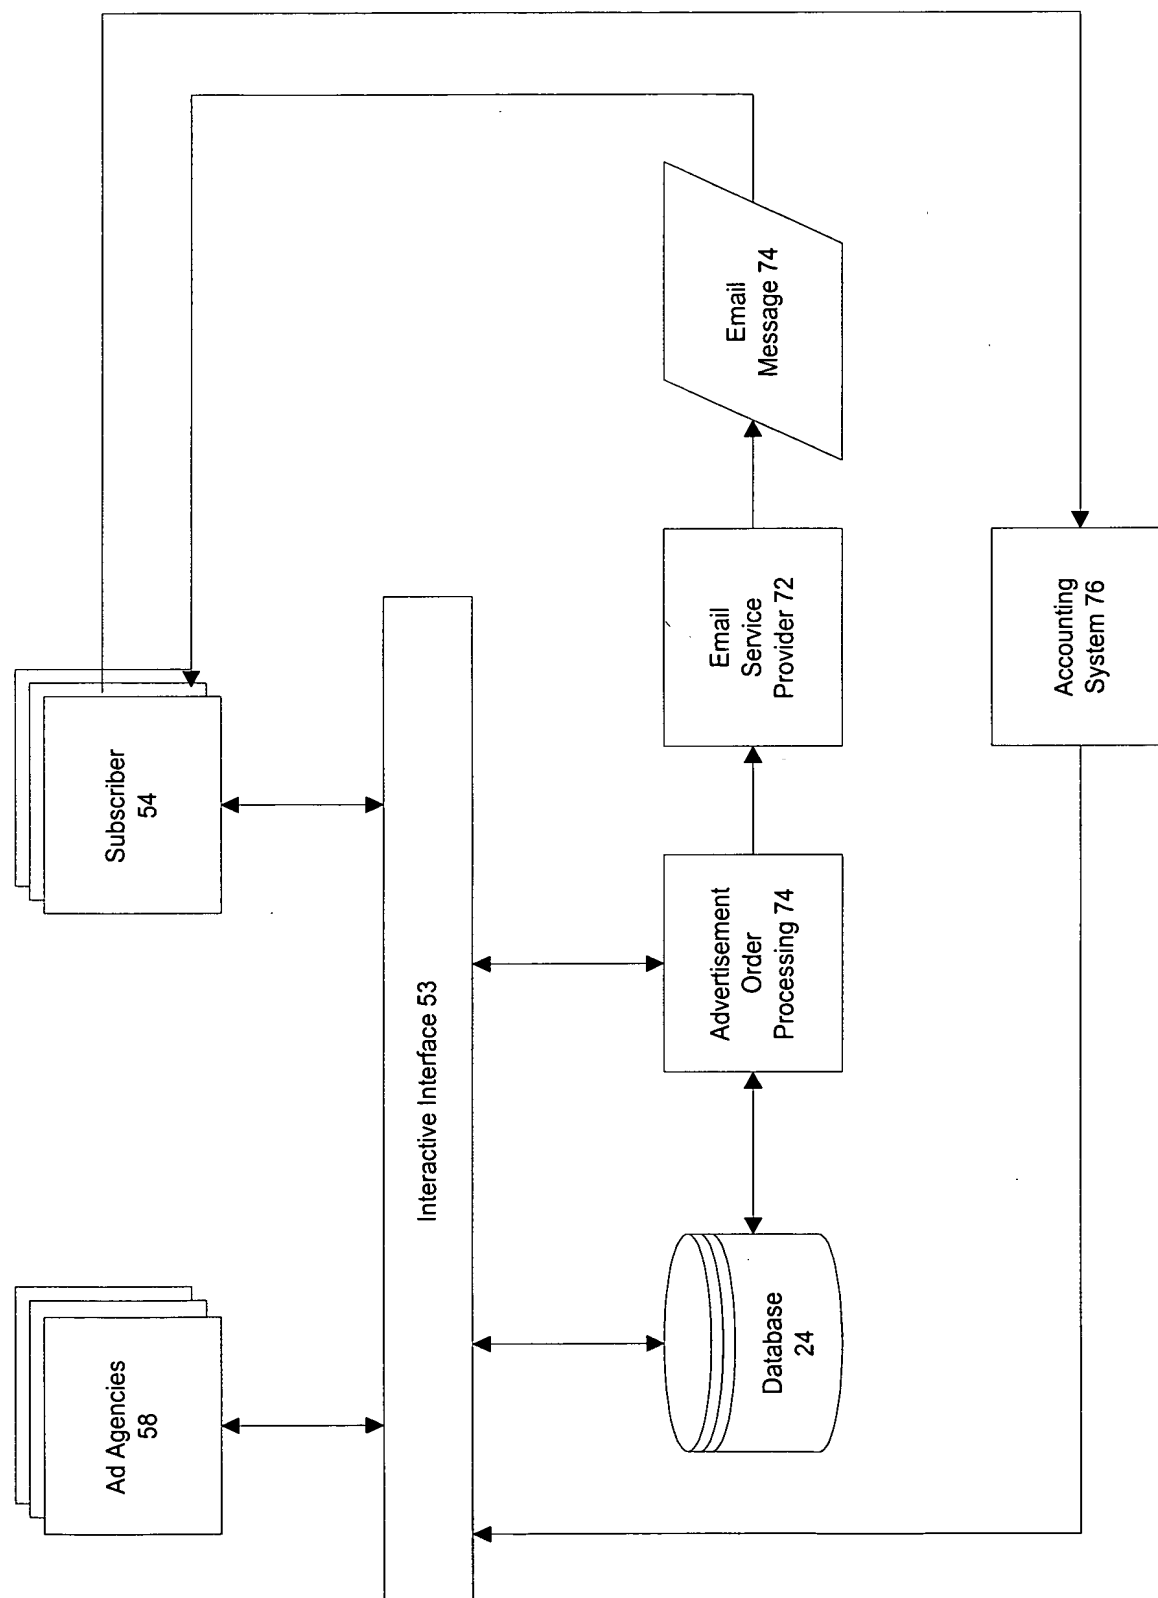 Ad Agencies
58
Subscriber
54
Interactive Interface 53
Database
24
Advertisement
Order
Processing 74
Email
Service
Provider 72
Email
Message 74
Accounting
System 76